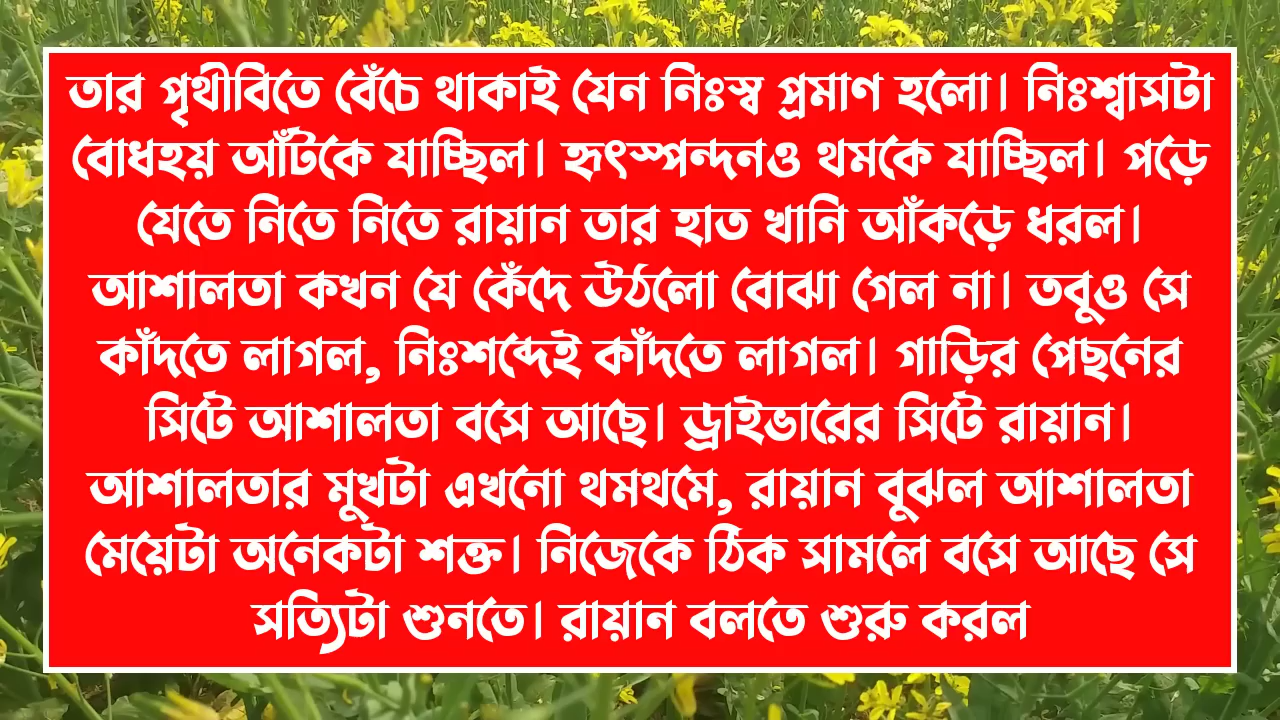 তার পৃথীবিতে বেঁচে থাকাই যেন নিঃস্ব প্রমাণ হলো। নিঃশ্বাসটা
বোধহয় আঁটকে যাচ্ছিল। হৃৎস্পন্দনও থমকে যাচ্ছিল। পড়ে
যেতে নিতে নিতে রায়ান তার হাত খানি আঁকড়ে ধরল।
আশালতা কখন যে কেঁদে উঠলো বোঝা গেল না। তবুও সে
কাঁদতে লাগল, নিঃশব্দেই কাঁদতে লাগল। গাড়ির পেছনের
সিটে আশালতা বসে আছে। ড্রাইভারের সিটে রায়ান।
আশালতার মুখটা এখনো থমথমে, রায়ান বুঝল আশালতা
মেয়েটা অনেকটা শক্ত। নিজেকে ঠিক সামলে বসে আছে সে
সত্যিটা শুনতে। রায়ান বলতে শুরু করল